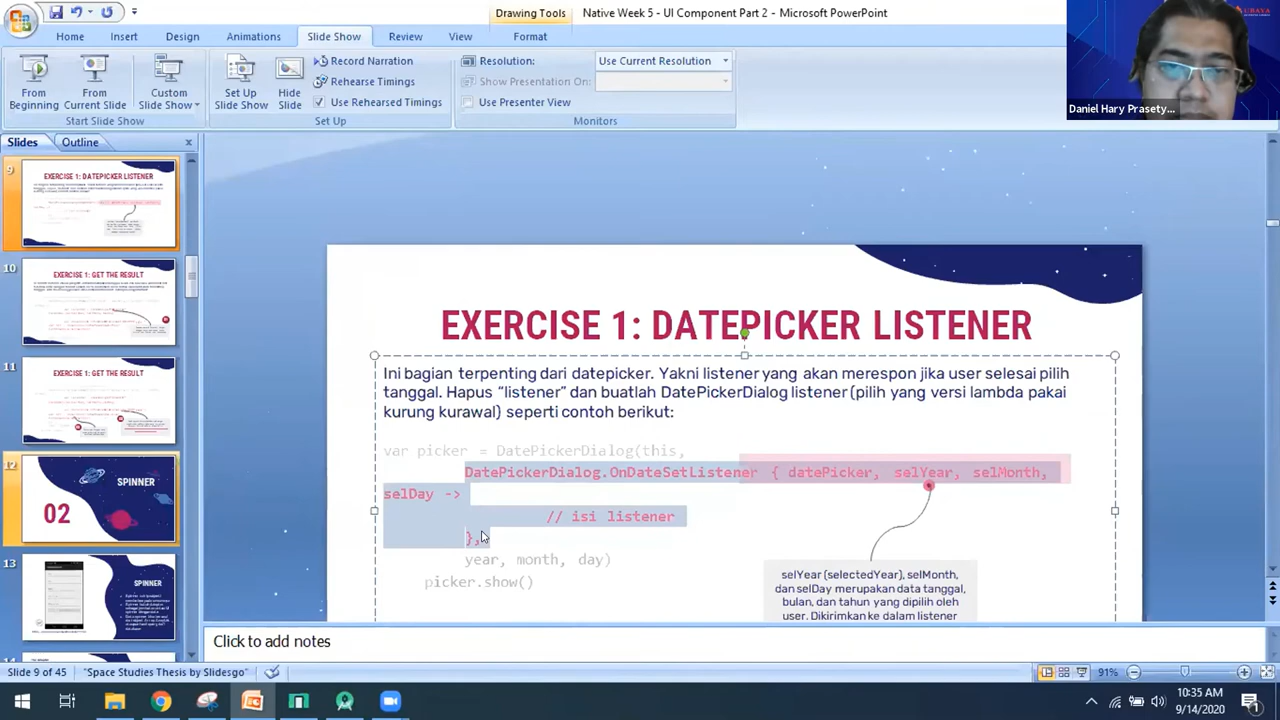 Drawing Tools
Native Week 5 - UI Component Part 2 - Microsoft PowerPoint
UBAYA
Home Insert Design Animations Slide Show Review View Format
From Beginning
From Current Slide
Custom Slide Show
Start Slide Show
Set Up Slide Show
Hide Slide
Record Narration
Rehearse Timings
Use Rehearsed Timings
Set Up
Resolution: Use Current Resolution
Show Presentation On:
Use Presenter View
Monitors
Daniel Hary Prasety...
Slides Outline
9
EXERCISE 1: DATEPICKER LISTENER
10
EXERCISE 1: GET THE RESULT
11
EXERCISE 1: GET THE RESULT
12
SPINNER
02
13
SPINNER
EXERCISE 1: DATEPICKER LISTENER
Ini bagian terpenting dari datepicker. Yakni listener yang akan merespon jika user selesai pilih
tanggal. Hapus “listener” dan buatlah DatePickerDialog listener (pilih yang versi lambda pakai
kurung kurawal) seperti contoh berikut:
var picker = DatePickerDialog(this,
DatePickerDialog.OnDateSetListener { datePicker, selYear, selMonth,
selDay ->
// isi listener
},
year, month, day)
picker.show()
selYear (selectedYear), selMonth,
dan selDay merupakan data tanggal,
bulan, dan tahun yang dipilih oleh
user. Dikirimkan ke dalam listener
Click to add notes
Slide 9 of 45
"Space Studies Thesis by Slidesgo"
91%
10:35 AM
9/14/2020
1